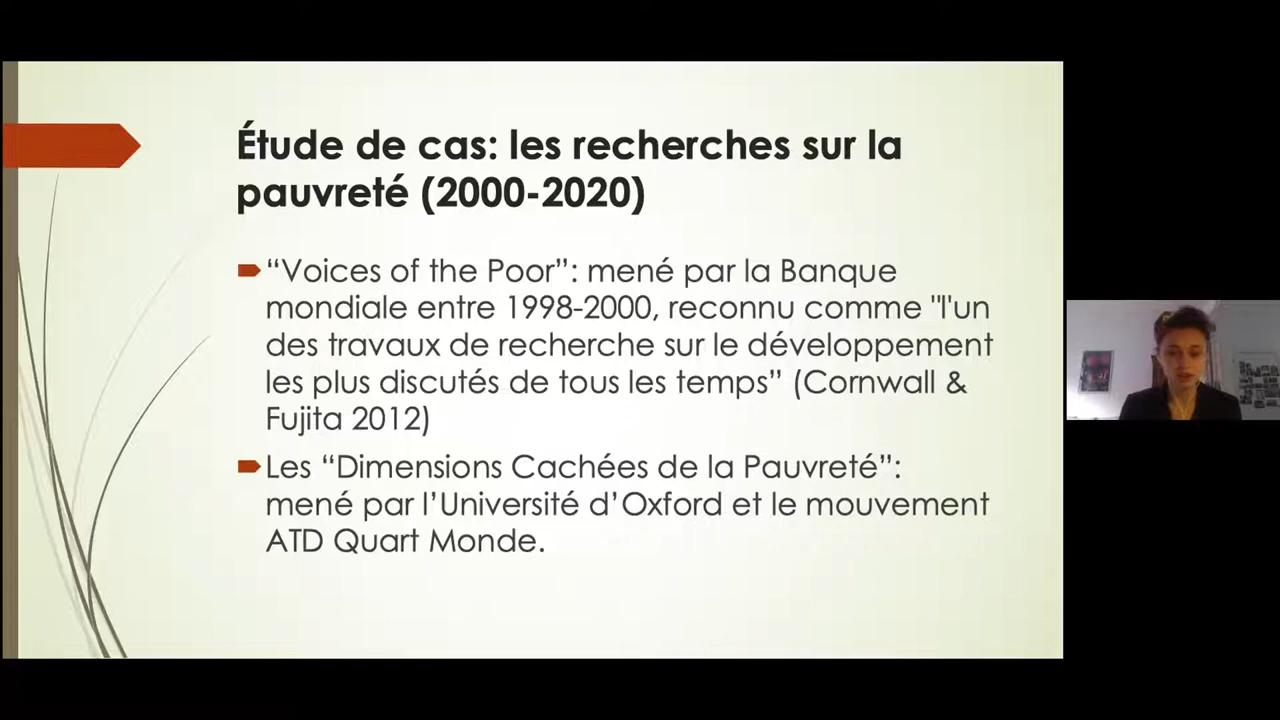 Étude de cas: les recherches sur la
pauvreté (2000-2020)
“Voices of the Poor”: mené par la Banque
mondiale entre 1998-2000, reconnu comme "l'un
des travaux de recherche sur le développement
les plus discutés de tous les temps” (Cornwall &
Fujita 2012)
Les “Dimensions Cachées de la Pauvreté”:
mené par l’Université d’Oxford et le mouvement
ATD Quart Monde.